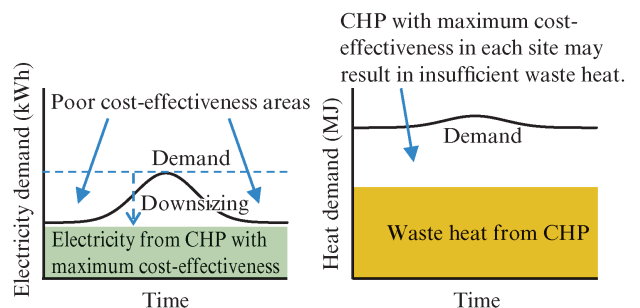 CHP with maximum cost-
effectiveness in each site may
result in insufficient waste heat.
Electricity demand (kWh)
Poor cost-effectiveness areas
Demand
Downsizing
Electricity from CHP with
maximum cost-effectiveness
Time
Heat demand (MJ)
Demand
Waste heat from CHP
Time